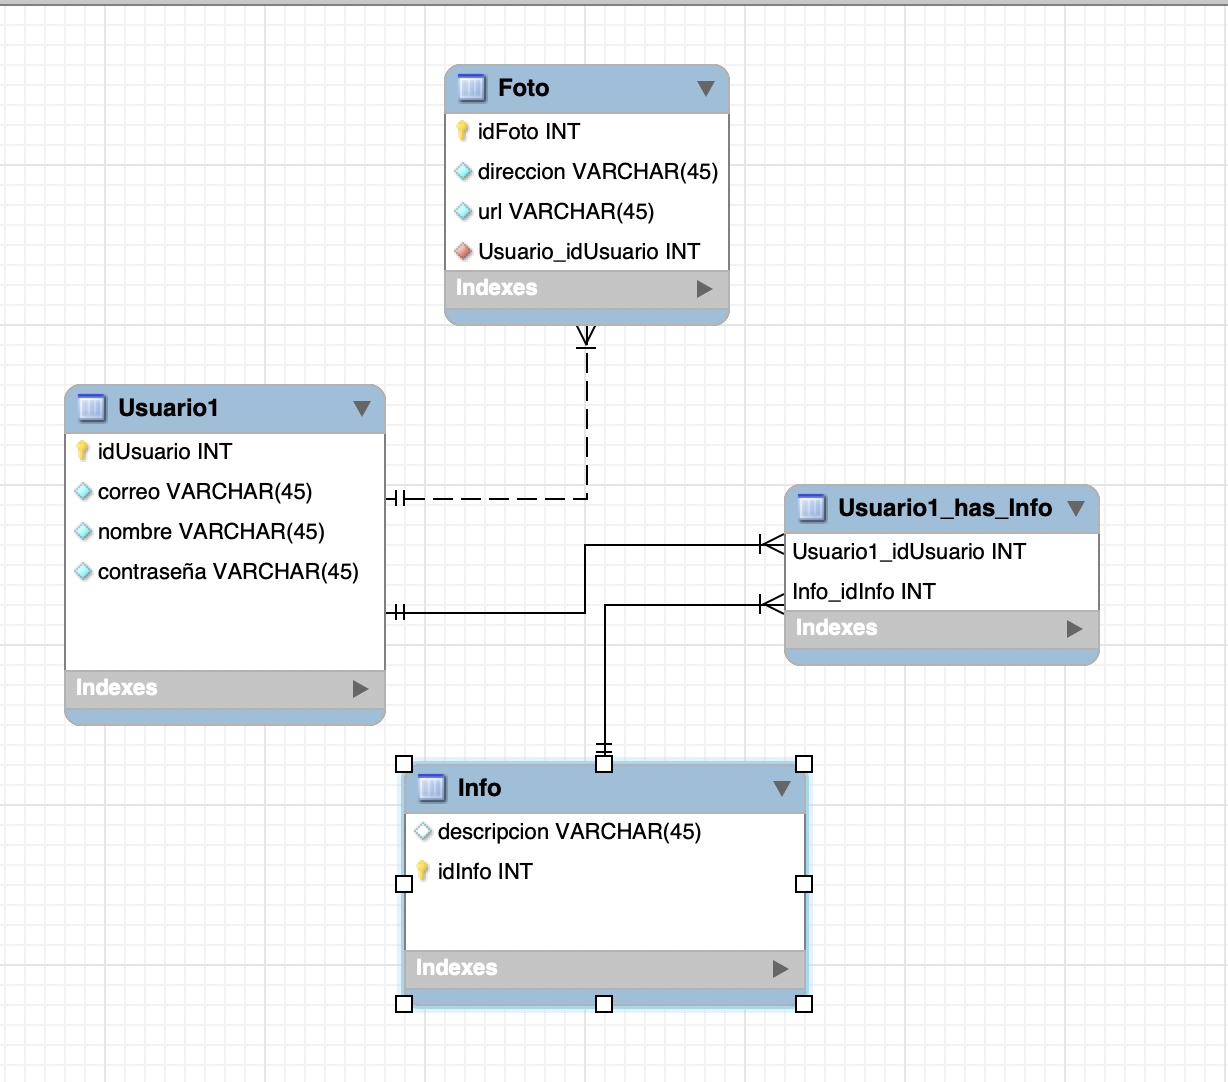 Foto
idFoto INT
direccion VARCHAR(45)
url VARCHAR(45)
Usuario_idUsuario INT
Indexes
Usuario1
idUsuario INT
correo VARCHAR(45)
nombre VARCHAR(45)
contraseña VARCHAR(45)
Indexes
Usuario1_has_Info
Usuario1_idUsuario INT
Info_idInfo INT
Indexes
Info
descripcion VARCHAR(45)
idInfo INT
Indexes